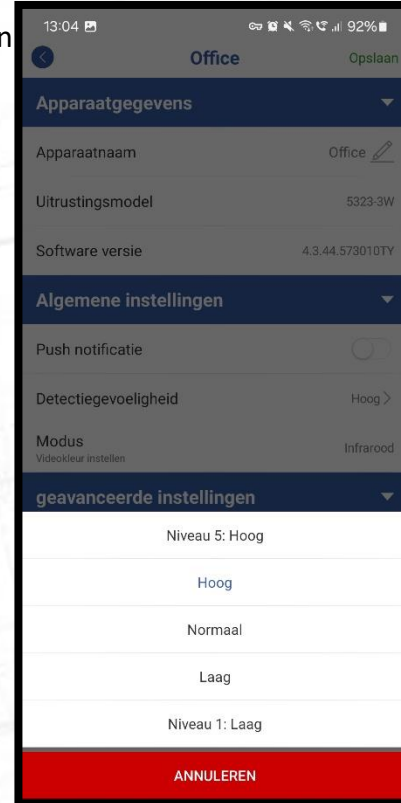 n
13:04 92%
Office Opslaan
Apparaatgegevens
Apparaatnaam Office
Uitrustingsmodel 5323-3W
Software versie 4.3.44.573010TY
Algemene instellingen
Push notificatie
Detectiegevoeligheid Hoog >
Modus Infrarood
Videokleur instellen
geavanceerde instellingen
Niveau 5: Hoog
Hoog
Normaal
Laag
Niveau 1: Laag
ANNULEREN